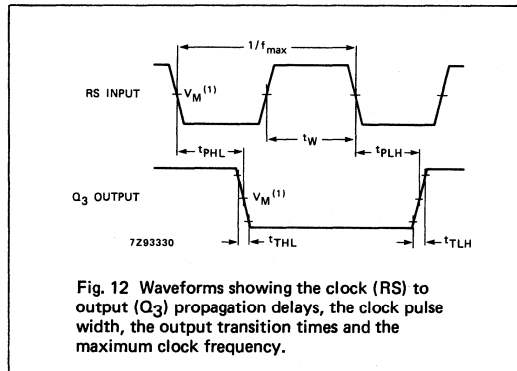 1/fmax
RS INPUT
VM(1)
tW
tPHL
tPLH
Q3 OUTPUT
VM(1)
7Z93330
tTHL
tTLH
Fig. 12 Waveforms showing the clock (RS) to
output (Q3) propagation delays, the clock pulse
width, the output transition times and the
maximum clock frequency.